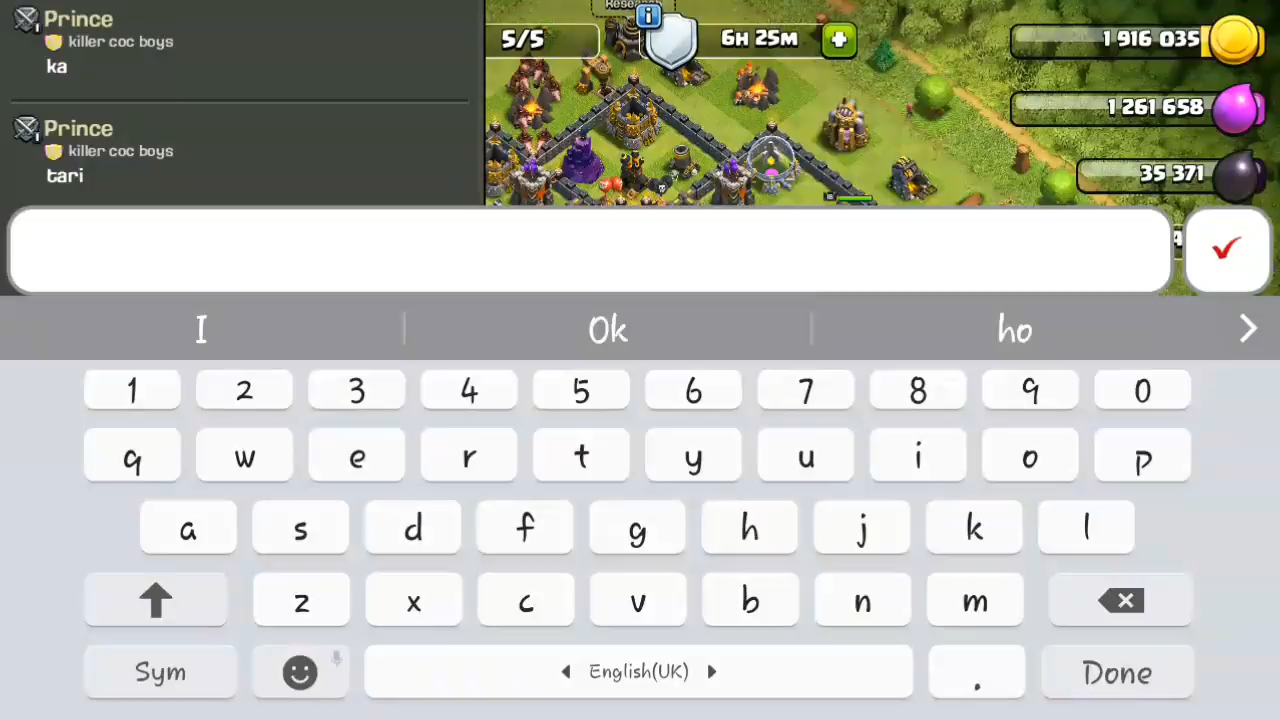 Prince
killer coc boys
ka
Prince
killer coc boys
tari
5/5
6H 25M
1 916 035
1 261 658
35 371
I
Ok
ho
1 2 3 4 5 6 7 8 9 0
q w e r t y u i o p
a s d f g h j k l
z x c v b n m
Sym
English(UK)
.
Done